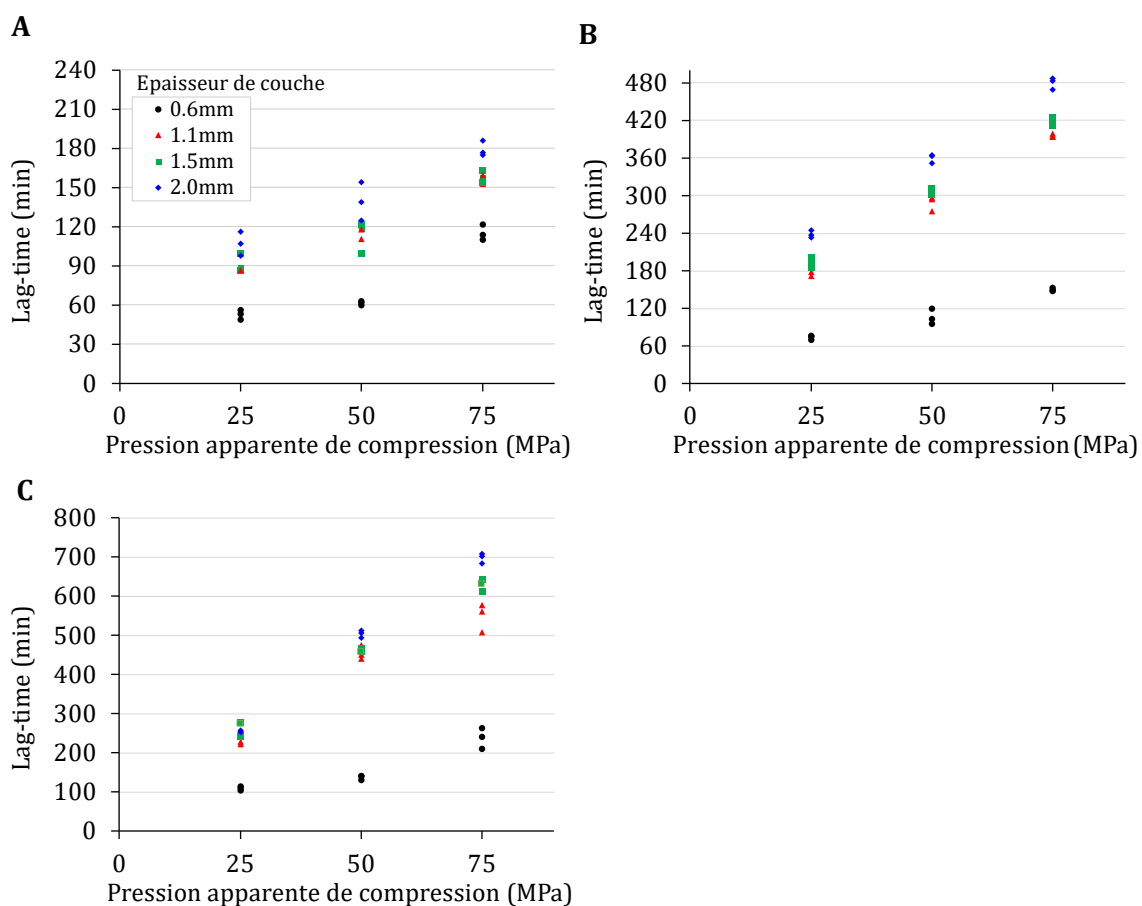 A
Epaisseur de couche
0.6mm
1.1mm
1.5mm
2.0mm
240
210
180
150
120
90
60
30
0
Lag-time (min)
0 25 50 75
Pression apparente de compression (MPa)
B
480
420
360
300
240
180
120
60
0
Lag-time (min)
0 25 50 75
Pression apparente de compression (MPa)
C
800
700
600
500
400
300
200
100
0
Lag-time (min)
0 25 50 75
Pression apparente de compression (MPa)